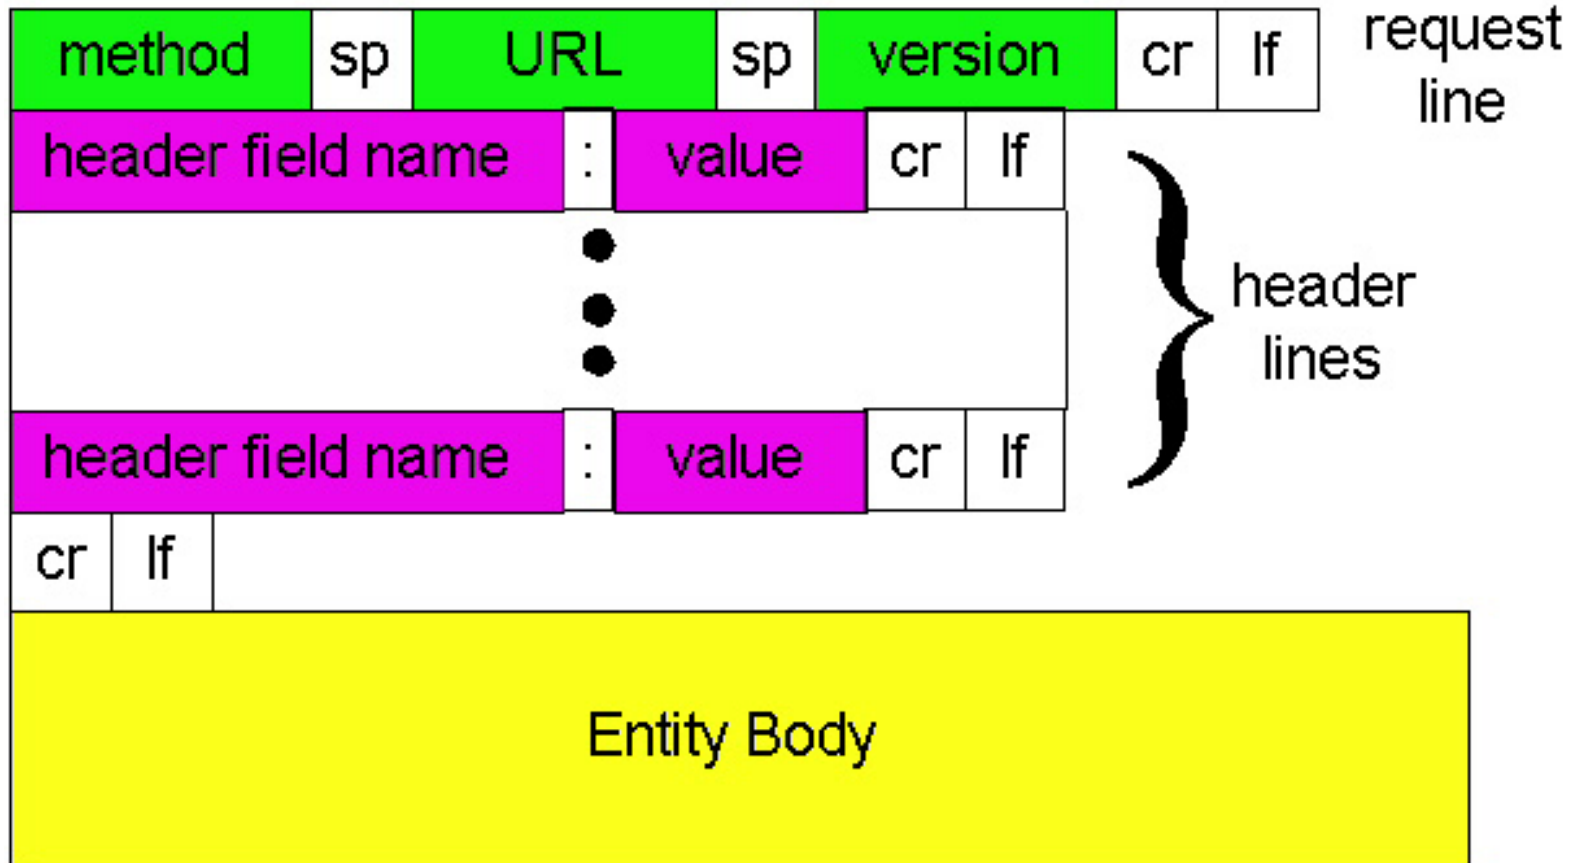 method sp URL sp version cr lf
request
line
header field name : value cr lf
header
lines
header field name : value cr lf
cr lf
Entity Body